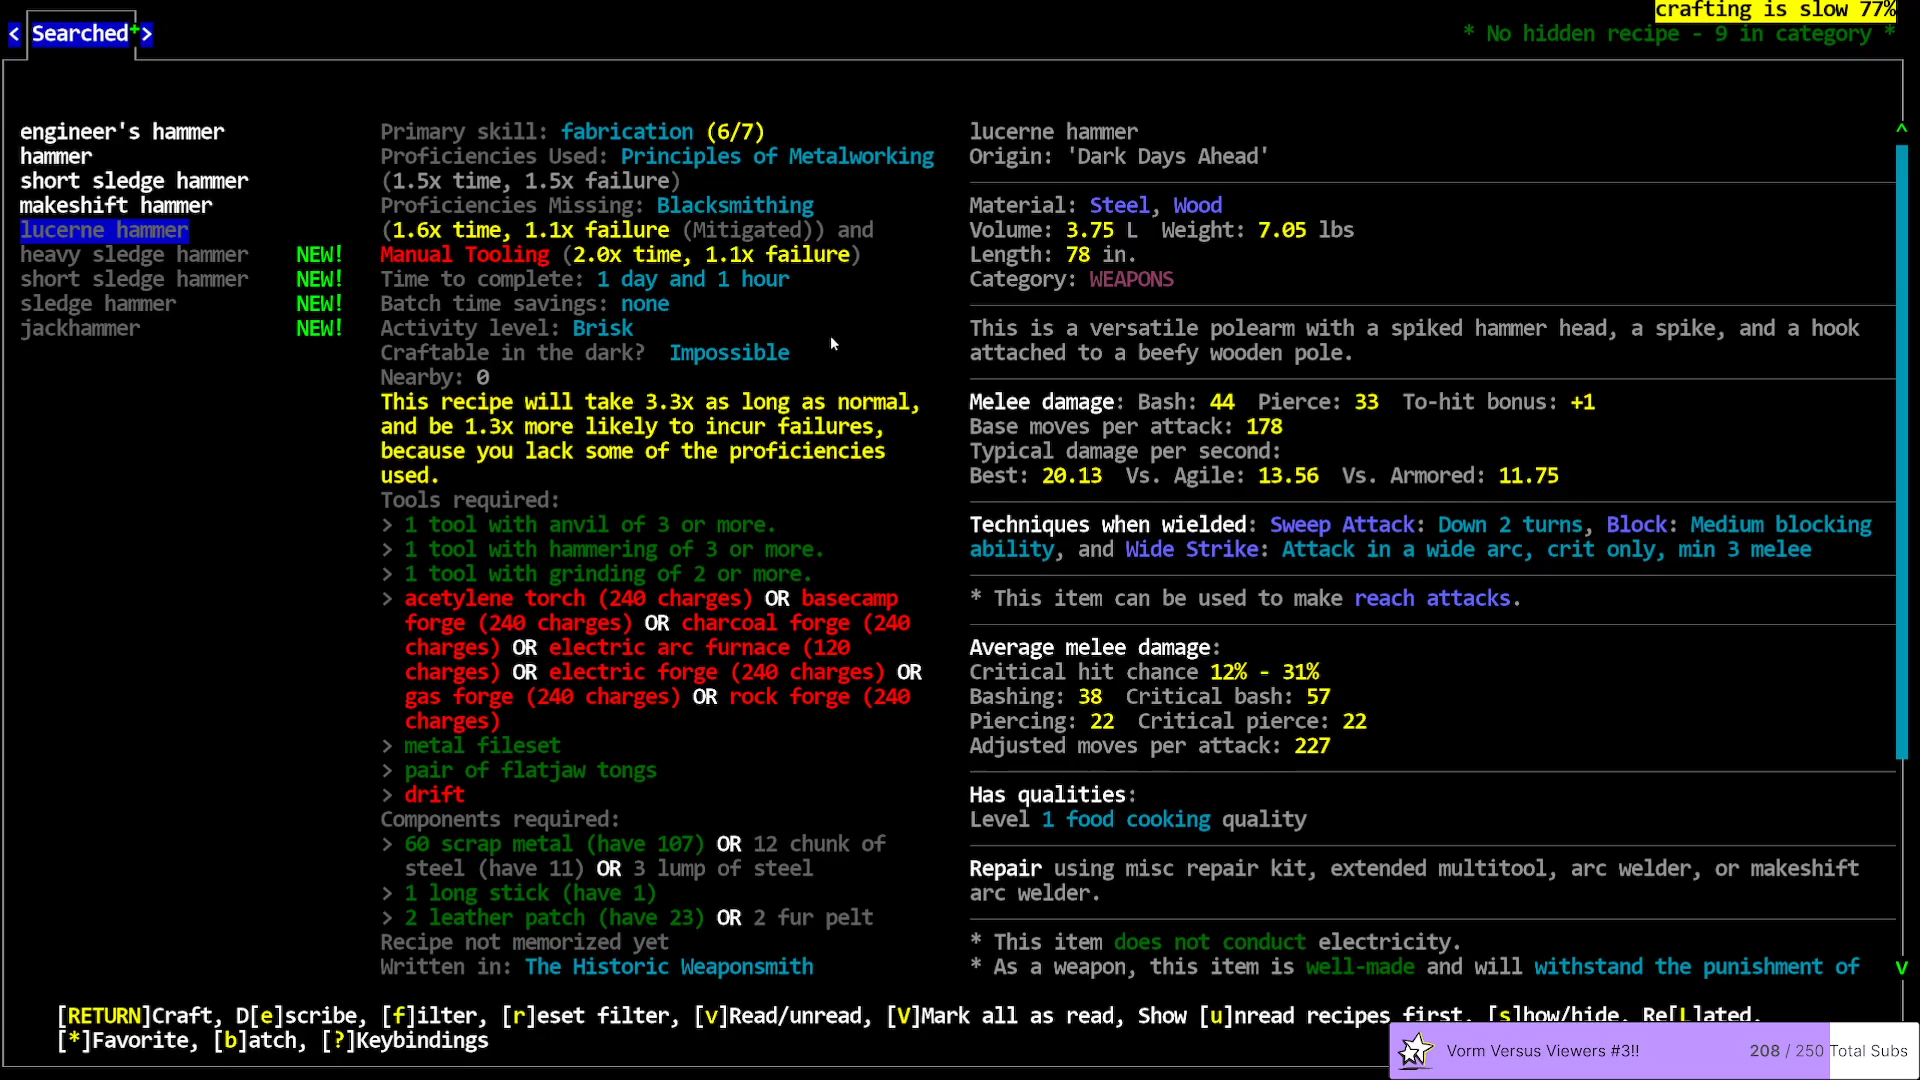 crafting is slow 77%
< Searched+>
* No hidden recipe - 9 in category *
engineer's hammer
hammer
short sledge hammer
makeshift hammer
lucerne hammer
heavy sledge hammer NEW!
short sledge hammer NEW!
sledge hammer NEW!
jackhammer NEW!
Primary skill: fabrication (6/7)
Proficiencies Used: Principles of Metalworking
(1.5x time, 1.5x failure)
Proficiencies Missing: Blacksmithing
(1.6x time, 1.1x failure (Mitigated)) and
Manual Tooling (2.0x time, 1.1x failure)
Time to complete: 1 day and 1 hour
Batch time savings: none
Activity level: Brisk
Craftable in the dark? Impossible
Nearby: 0
This recipe will take 3.3x as long as normal,
and be 1.3x more likely to incur failures,
because you lack some of the proficiencies
used.
Tools required:
> 1 tool with anvil of 3 or more.
> 1 tool with hammering of 3 or more.
> 1 tool with grinding of 2 or more.
> acetylene torch (240 charges) OR basecamp
forge (240 charges) OR charcoal forge (240
charges) OR electric arc furnace (120
charges) OR electric forge (240 charges) OR
gas forge (240 charges) OR rock forge (240
charges)
> metal fileset
> pair of flatjaw tongs
> drift
Components required:
> 60 scrap metal (have 107) OR 12 chunk of
steel (have 11) OR 3 lump of steel
> 1 long stick (have 1)
> 2 leather patch (have 23) OR 2 fur pelt
Recipe not memorized yet
Written in: The Historic Weaponsmith
lucerne hammer
Origin: 'Dark Days Ahead'
Material: Steel, Wood
Volume: 3.75 L Weight: 7.05 lbs
Length: 78 in.
Category: WEAPONS
This is a versatile polearm with a spiked hammer head, a spike, and a hook
attached to a beefy wooden pole.
Melee damage: Bash: 44 Pierce: 33 To-hit bonus: +1
Base moves per attack: 178
Typical damage per second:
Best: 20.13 Vs. Agile: 13.56 Vs. Armored: 11.75
Techniques when wielded: Sweep Attack: Down 2 turns, Block: Medium blocking
ability, and Wide Strike: Attack in a wide arc, crit only, min 3 melee
* This item can be used to make reach attacks.
Average melee damage:
Critical hit chance 12% - 31%
Bashing: 38 Critical bash: 57
Piercing: 22 Critical pierce: 22
Adjusted moves per attack: 227
Has qualities:
Level 1 food cooking quality
Repair using misc repair kit, extended multitool, arc welder, or makeshift
arc welder.
* This item does not conduct electricity.
* As a weapon, this item is well-made and will withstand the punishment of
[RETURN]Craft, D[e]scribe, [f]ilter, [r]eset filter, [v]Read/unread, [V]Mark all as read, Show [u]nread recipes first, [s]how/hide, Re[L]ated,
[*]Favorite, [b]atch, [?]Keybindings
Vorm Versus Viewers #3!! 208 / 250 Total Subs